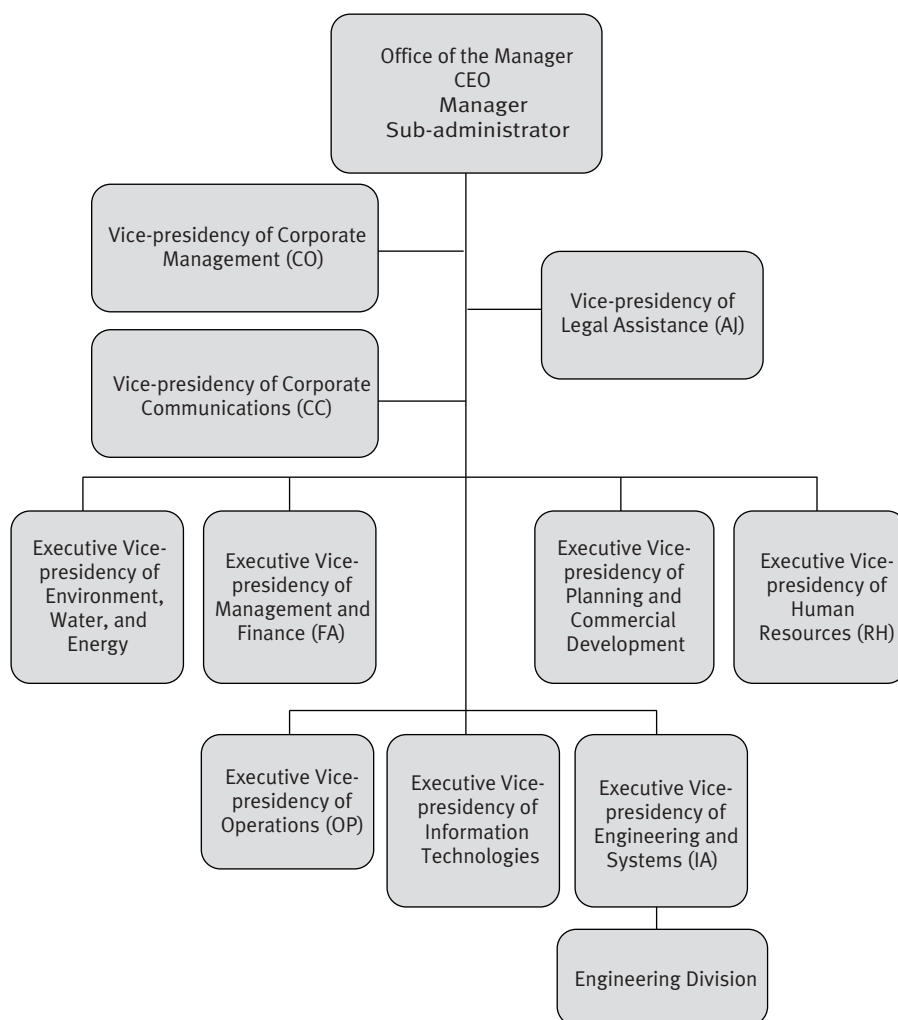 Office of the Manager
CEO
Manager
Sub-administrator
Vice-presidency of Corporate
Management (CO)
Vice-presidency of
Legal Assistance (AJ)
Vice-presidency of Corporate
Communications (CC)
Executive Vice-
presidency of
Environment,
Water, and
Energy
Executive Vice-
presidency of
Management and
Finance (FA)
Executive Vice-
presidency of
Planning and
Commercial
Development
Executive Vice-
presidency of
Human
Resources (RH)
Executive Vice-
presidency of
Operations (OP)
Executive Vice-
presidency of
Information
Technologies
Executive Vice-
presidency of
Engineering and
Systems (IA)
Engineering Division